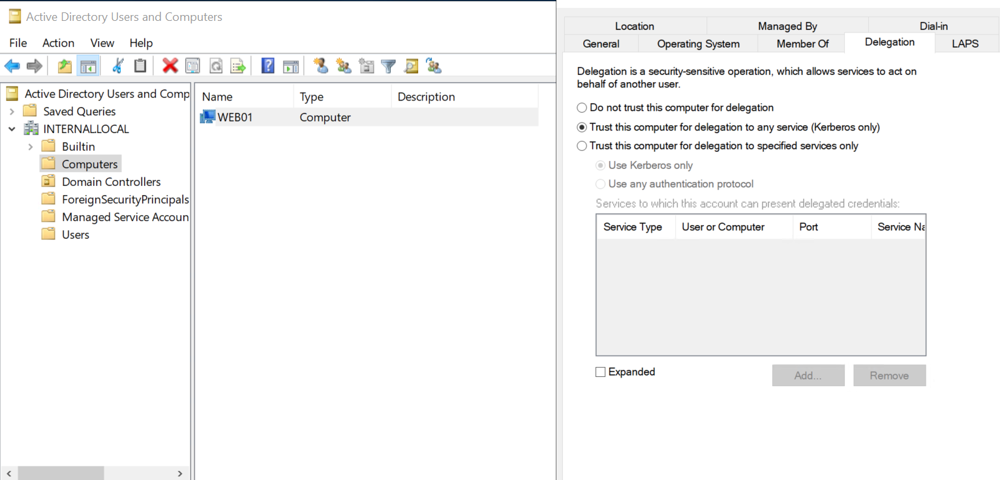 Active Directory Users and Computers
File Action View Help
Active Directory Users and Comp
Saved Queries
INTERNAL.LOCAL
Builtin
Computers
Domain Controllers
ForeignSecurityPrincipals
Managed Service Accoun
Users
Name Type Description
WEB01 Computer
Location Managed By Dial-in
General Operating System Member Of Delegation LAPS
Delegation is a security-sensitive operation, which allows services to act on
behalf of another user.
Do not trust this computer for delegation
Trust this computer for delegation to any service (Kerberos only)
Trust this computer for delegation to specified services only
Use Kerberos only
Use any authentication protocol
Services to which this account can present delegated credentials:
Service Type User or Computer Port Service Na
Expanded
Add... Remove